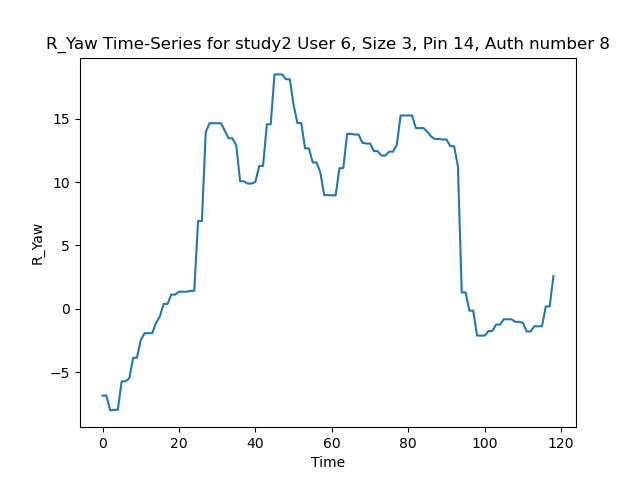 R_Yaw Time-Series for study2 User 6, Size 3, Pin 14, Auth number 8
15
10
5
0
−5
R_Yaw
0 20 40 60 80 100 120
Time